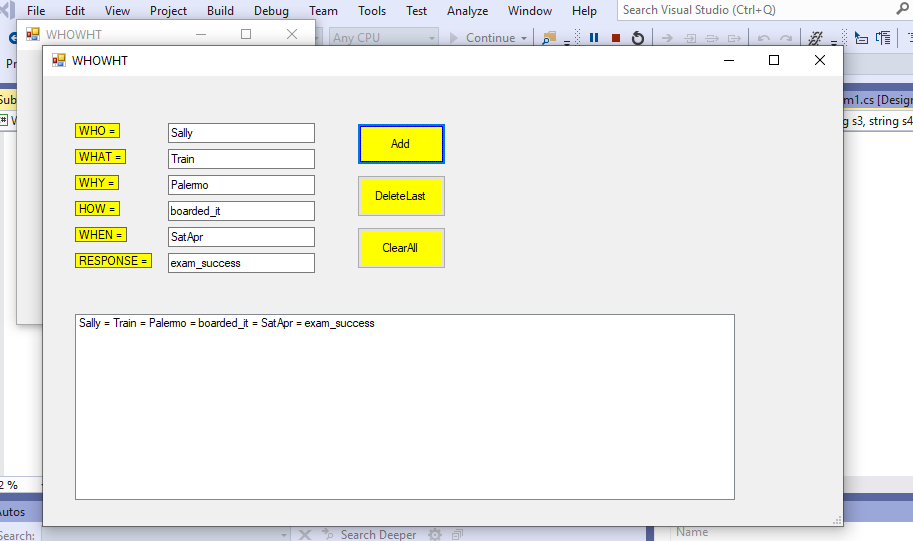 File Edit View Project Build Debug Team Tools Test Analyze Window Help Search Visual Studio (Ctrl+Q)
WHOWHT
Any CPU Continue
WHOWHT
m1.cs [Design
g s3, string s4
WHO = Sally Add
WHAT = Train
WHY = Palermo DeleteLast
HOW = boarded_it
WHEN = SatApr ClearAll
RESPONSE = exam_success
Sally = Train = Palermo = boarded_it = SatApr = exam_success
2 %
Autos
Search: Search Deeper Name